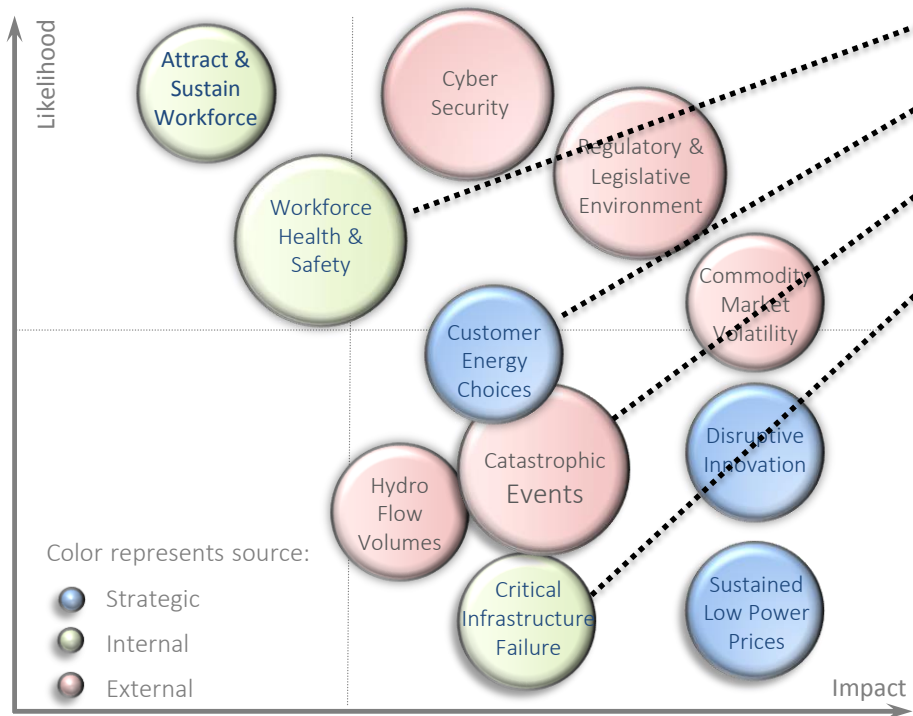 Likelihood
Attract &
Sustain
Workforce
Cyber
Security
Regulatory &
Legislative
Environment
Workforce
Health &
Safety
Commodity
Market
Volatility
Customer
Energy
Choices
Disruptive
Innovation
Catastrophic
Events
Hydro
Flow
Volumes
Critical
Infrastructure
Failure
Sustained
Low Power
Prices
Color represents source:
Strategic
Internal
External
Impact